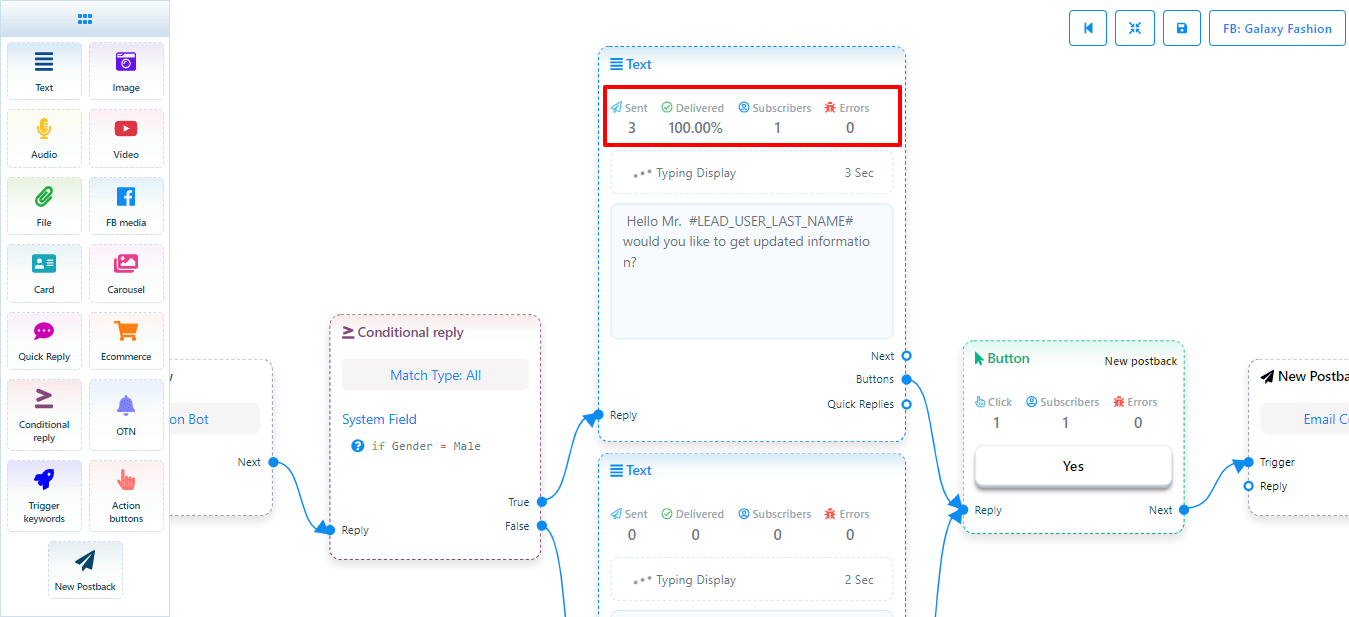 Text
Image
Audio
Video
File
FB media
Card
Carousel
Quick Reply
Ecommerce
Conditional
reply
OTN
Trigger
keywords
Action
buttons
New Postback
FB: Galaxy Fashion
on Bot
Next
Conditional reply
Match Type: All
System Field
if Gender = Male
True
False
Reply
Text
Sent Delivered Subscribers Errors
3 100.00% 1 0
Typing Display 3 Sec
Hello Mr. #LEAD_USER_LAST_NAME#
would you like to get updated informatio
n?
Next
Buttons
Quick Replies
Reply
Text
Sent Delivered Subscribers Errors
0 0 0 0
Typing Display 2 Sec
Button New postback
Click Subscribers Errors
1 1 0
Yes
Reply Next
New Postba
Email C
Trigger
Reply